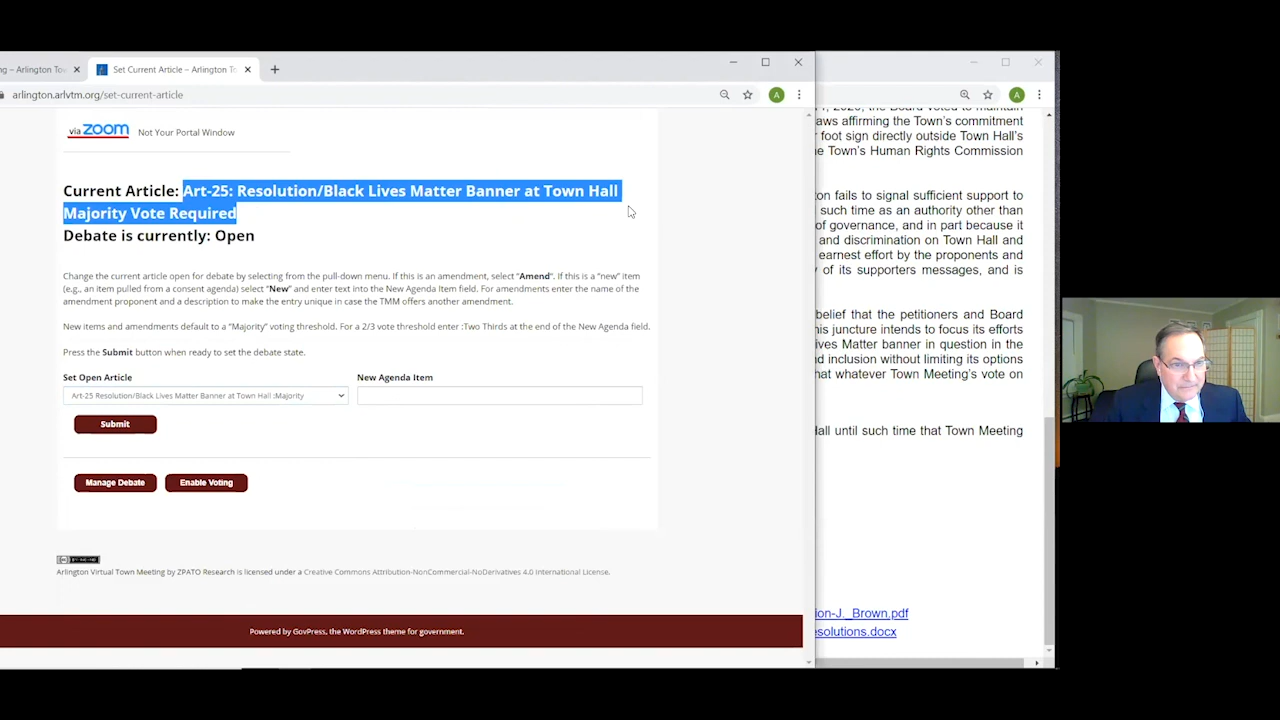 ng – Arlington To
Set Current Article – Arlington To
arlington.arlvtm.org/set-current-article
A
A
via zoom Not Your Portal Window
Current Article: Art-25: Resolution/Black Lives Matter Banner at Town Hall
Majority Vote Required
Debate is currently: Open
Change the current article open for debate by selecting from the pull-down menu. If this is an amendment, select "Amend". If this is a "new" item
(e.g., an item pulled from a consent agenda) select "New" and enter text into the New Agenda Item field. For amendments enter the name of the
amendment proponent and a description to make the entry unique in case the TMM offers another amendment.
New items and amendments default to a "Majority" voting threshold. For a 2/3 vote threshold enter :Two Thirds at the end of the New Agenda field.
Press the Submit button when ready to set the debate state.
Set Open Article
New Agenda Item
Art-25 Resolution/Black Lives Matter Banner at Town Hall :Majority
Submit
Manage Debate
Enable Voting
Arlington Virtual Town Meeting by ZPATO Research is licensed under a Creative Commons Attribution-NonCommercial-NoDerivatives 4.0 International License.
Powered by GovPress, the WordPress theme for government.
1, 2020, the Board voted to maintain
aws affirming the Town's commitment
foot sign directly outside Town Hall's
e Town's Human Rights Commission
on fails to signal sufficient support to
such time as an authority other than
of governance, and in part because it
and discrimination on Town Hall and
earnest effort by the proponents and
y of its supporters messages, and is
belief that the petitioners and Board
his juncture intends to focus its efforts
ives Matter banner in question in the
d inclusion without limiting its options
hat whatever Town Meeting's vote on
Hall until such time that Town Meeting
ion-J._Brown.pdf
esolutions.docx